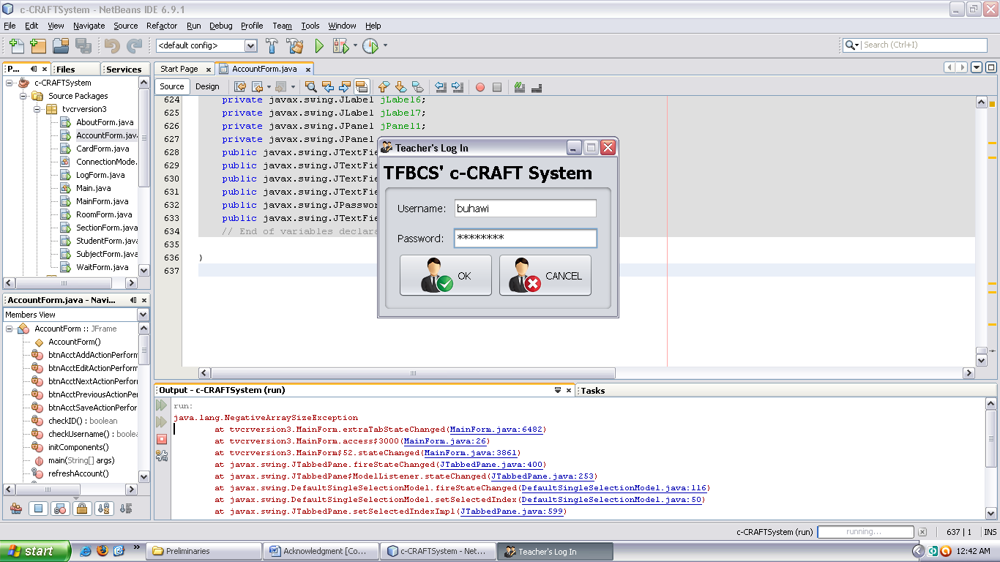 c-CRAFTSystem - NetBeans IDE 6.9.1
File Edit View Navigate Source Refactor Run Debug Profile Team Tools Window Help
<default config>
Search (Ctrl+I)
P... Files Services
c-CRAFTSystem
Source Packages
tvcrversion3
AboutForm.java
AccountForm.java
CardForm.java
ConnectionMode.
LogForm.java
Main.java
MainForm.java
RoomForm.java
SectionForm.java
StudentForm.java
SubjectForm.java
WaitForm.java
AccountForm.java - Navi...
Members View
AccountForm :: JFrame
AccountForm()
btnAcctAddActionPerform
btnAcctEditActionPerform
btnAcctNextActionPerfor
btnAcctPreviousActionPe
btnAcctSaveActionPerfor
checkID() : boolean
checkUsername() : boolea
initComponents()
main(String[] args)
refreshAccount()
Start Page AccountForm.java
Source Design
624 private javax.swing.JLabel jLabel6;
625 private javax.swing.JLabel jLabel7;
626 private javax.swing.JPanel jPanel1;
627 private javax.swing.JPanel
628 public javax.swing.JTextFie
629 public javax.swing.JTextFie
630 public javax.swing.JTextFie
631 public javax.swing.JTextFie
632 public javax.swing.JPasswor
633 public javax.swing.JTextFie
634 // End of variables declara
635
636 }
637
Teacher's Log In
TFBCS' c-CRAFT System
Username: buhawi
Password: ********
OK CANCEL
Output - c-CRAFTSystem (run) Tasks
run:
java.lang.NegativeArraySizeException
at tvcrversion3.MainForm.extraTabStateChanged(MainForm.java:6482)
at tvcrversion3.MainForm.access$3000(MainForm.java:26)
at tvcrversion3.MainForm$52.stateChanged(MainForm.java:3861)
at javax.swing.JTabbedPane.fireStateChanged(JTabbedPane.java:400)
at javax.swing.JTabbedPane$ModelListener.stateChanged(JTabbedPane.java:253)
at javax.swing.DefaultSingleSelectionModel.fireStateChanged(DefaultSingleSelectionModel.java:116)
at javax.swing.DefaultSingleSelectionModel.setSelectedIndex(DefaultSingleSelectionModel.java:50)
at javax.swing.JTabbedPane.setSelectedIndexImpl(JTabbedPane.java:599)
c-CRAFTSystem (run) running... 637 | 1 INS
start Preliminaries Acknowledgment [Co... c-CRAFTSystem - Net... Teacher's Log In 12:42 AM